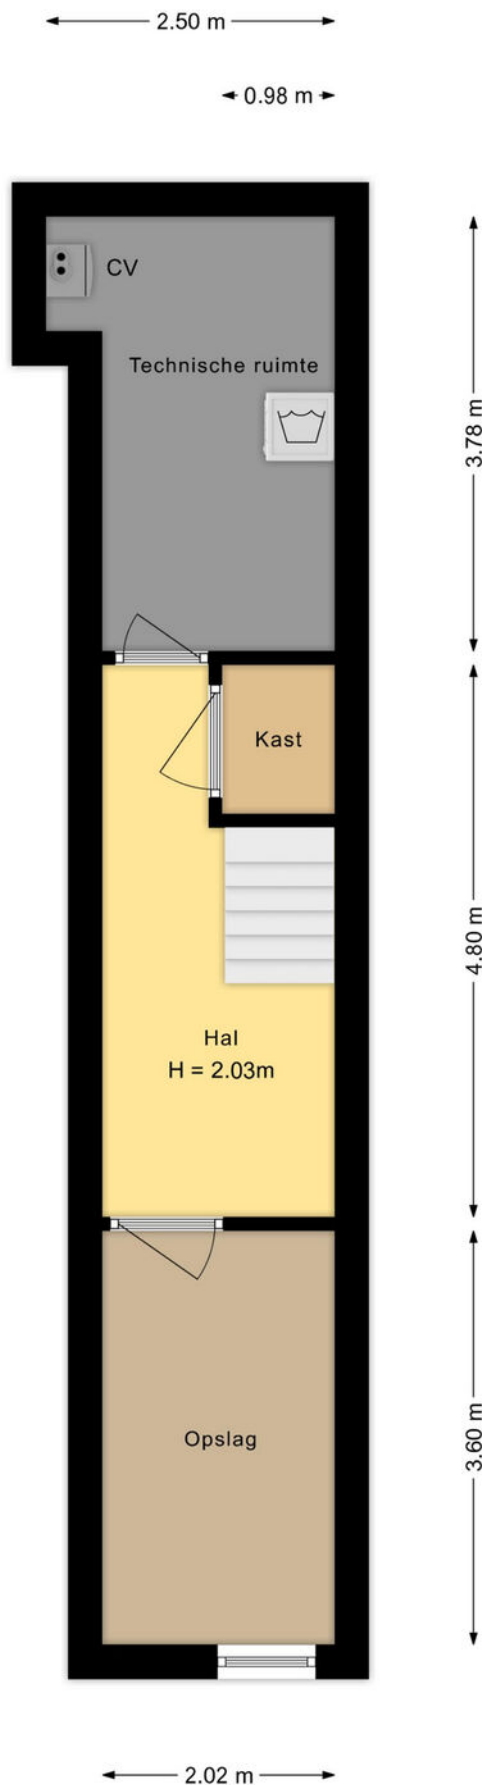 2.50 m
0.98 m
CV
Technische ruimte
3.78 m
Kast
4.80 m
Hal
H = 2.03m
Opslag
3.60 m
2.02 m